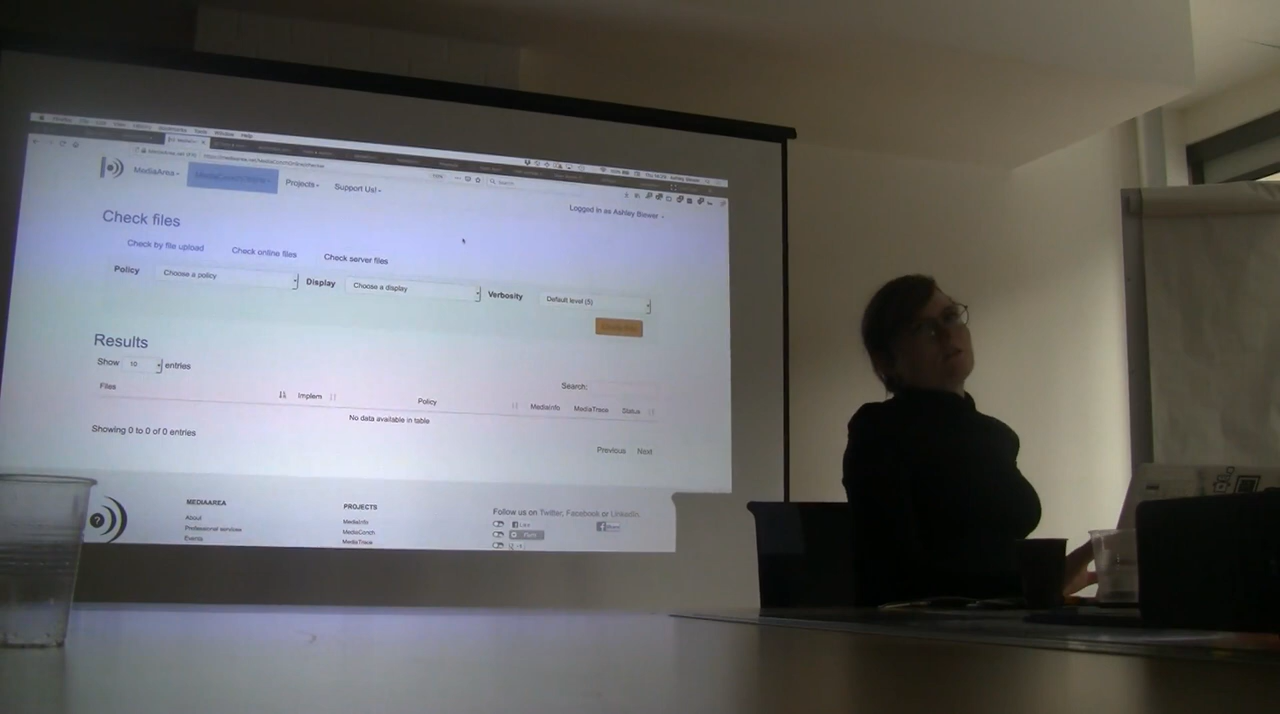 Window Help
MediaArea
Projects
Support Us!
Logged in as Ashley Blewer
Check files
Check by file upload
Check online files
Check server files
Policy
Choose a policy
Display
Choose a display
Verbosity
Default level (5)
Results
Show 10 entries
Search:
Files
Implem
Policy
MediaInfo
MediaTrace
Status
No data available in table
Showing 0 to 0 of 0 entries
Previous
Next
MEDIAAREA
About
Professional services
Events
PROJECTS
MediaInfo
MediaConch
MediaTrace
Follow us on Twitter, Facebook or LinkedIn.